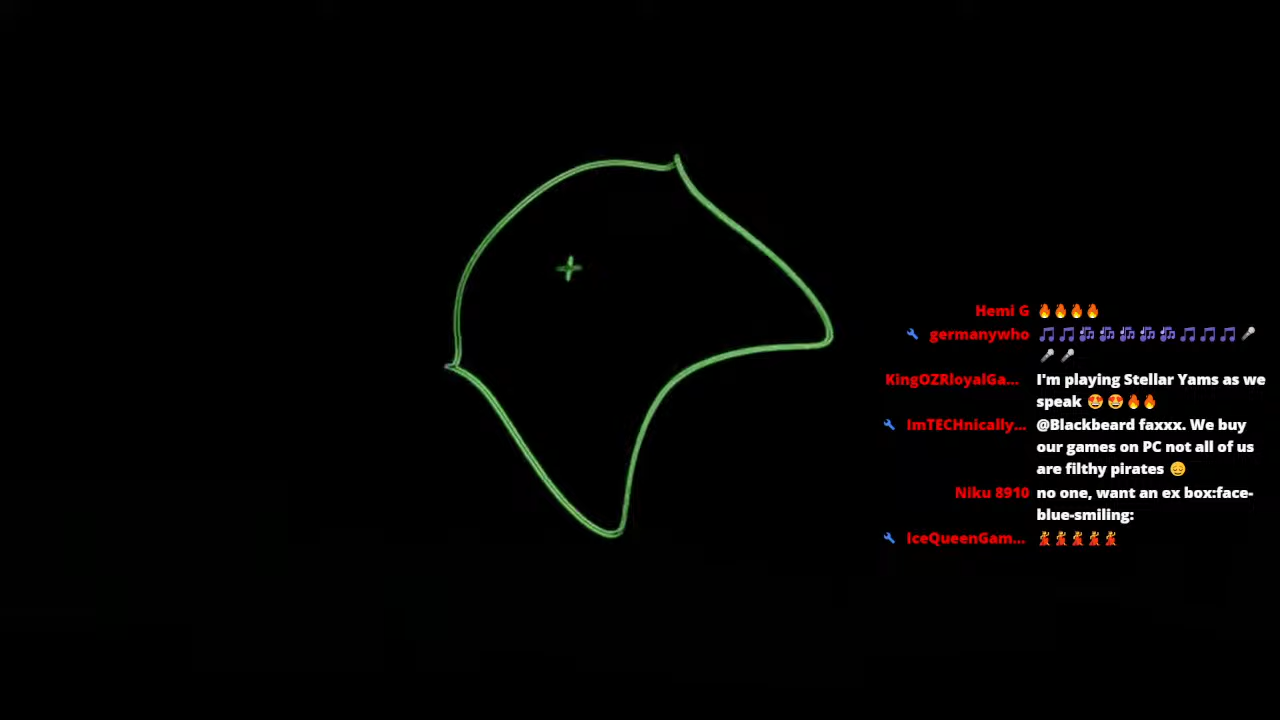 Hemi G 🔥🔥🔥🔥
germanywho 🎵🎵🎶🎶🎶🎶🎶🎵🎵🎵🎤
🎤🎤
KingOZRloyalGa... I'm playing Stellar Yams as we
speak 😍😍🔥🔥
ImTECHnically... @Blackbeard faxxx. We buy
our games on PC not all of us
are filthy pirates 😔
Niku 8910 no one, want an ex box:face-
blue-smiling:
IceQueenGam... 💃💃💃💃💃